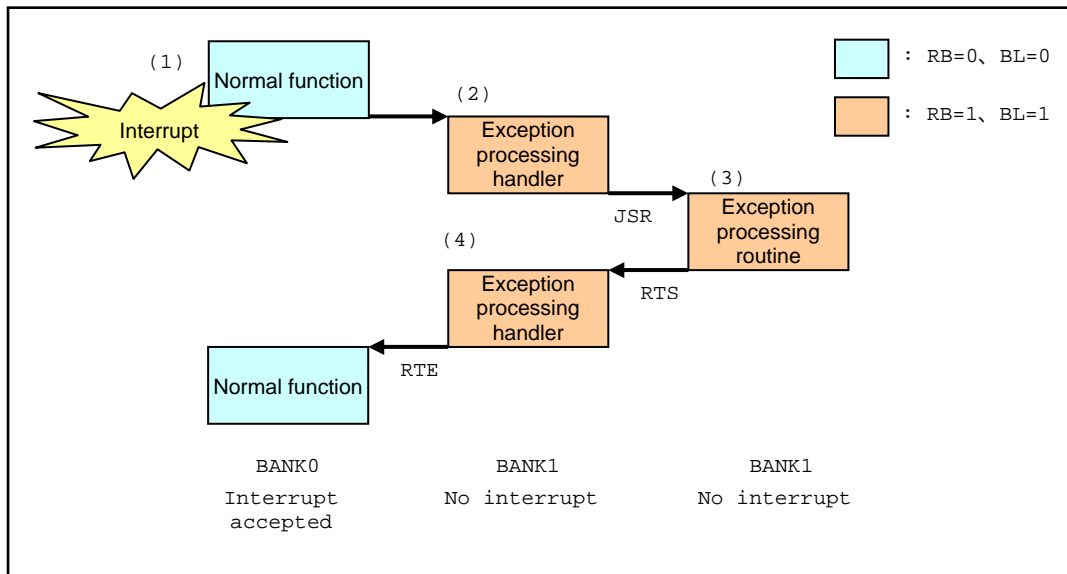 (1)
Normal function
: RB=0、BL=0
(2)
Interrupt
Exception
processing
handler
: RB=1、BL=1
(3)
JSR
Exception
processing
routine
(4)
Exception
processing
handler
RTS
Normal function
RTE
BANK0
BANK1
BANK1
Interrupt
accepted
No interrupt
No interrupt